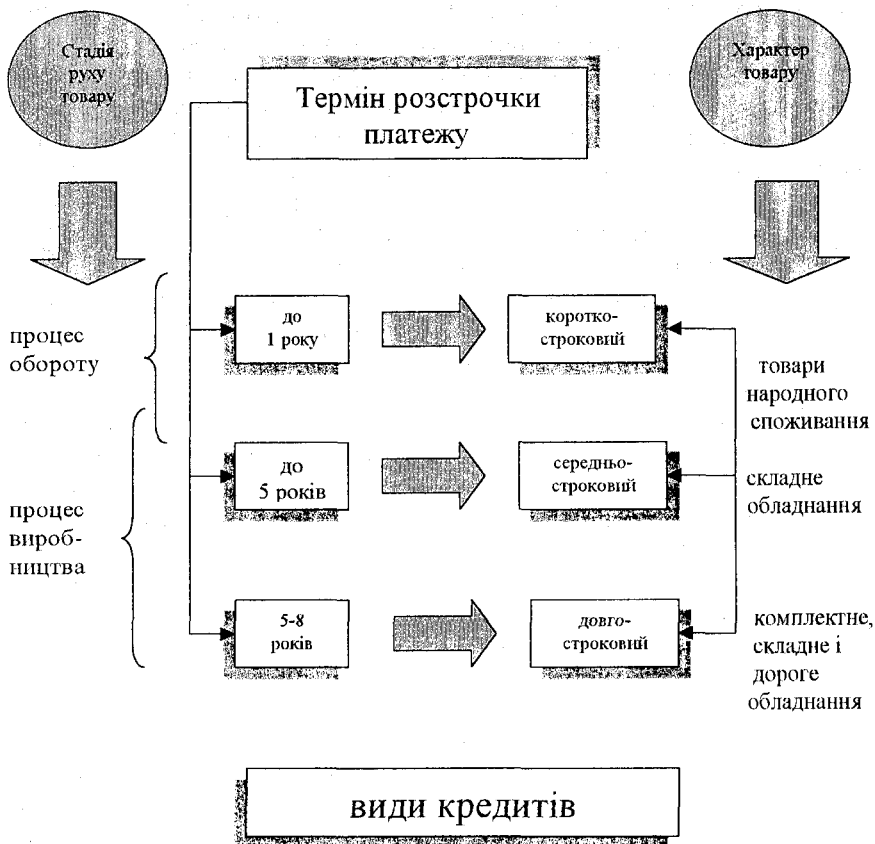 Стадія
руху
товару
Термін розстрочки
платежу
Характер
товару
процес
обороту
до
1 року
коротко-
строковий
товари
народного
споживання
до
5 років
середньо-
строковий
складне
обладнання
процес
вироб-
ництва
5-8
років
довго-
строковий
комплектне,
складне і
дороге
обладнання
види кредитів